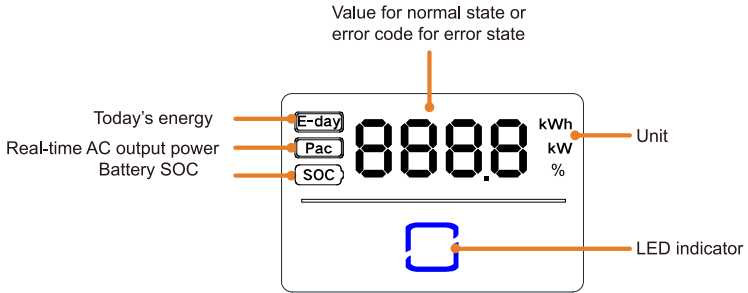 Value for normal state or
error code for error state
Today's energy
E-day
8888.8
kWh
Real-time AC output power
Pac
kW
Unit
Battery SOC
SOC
%
LED indicator